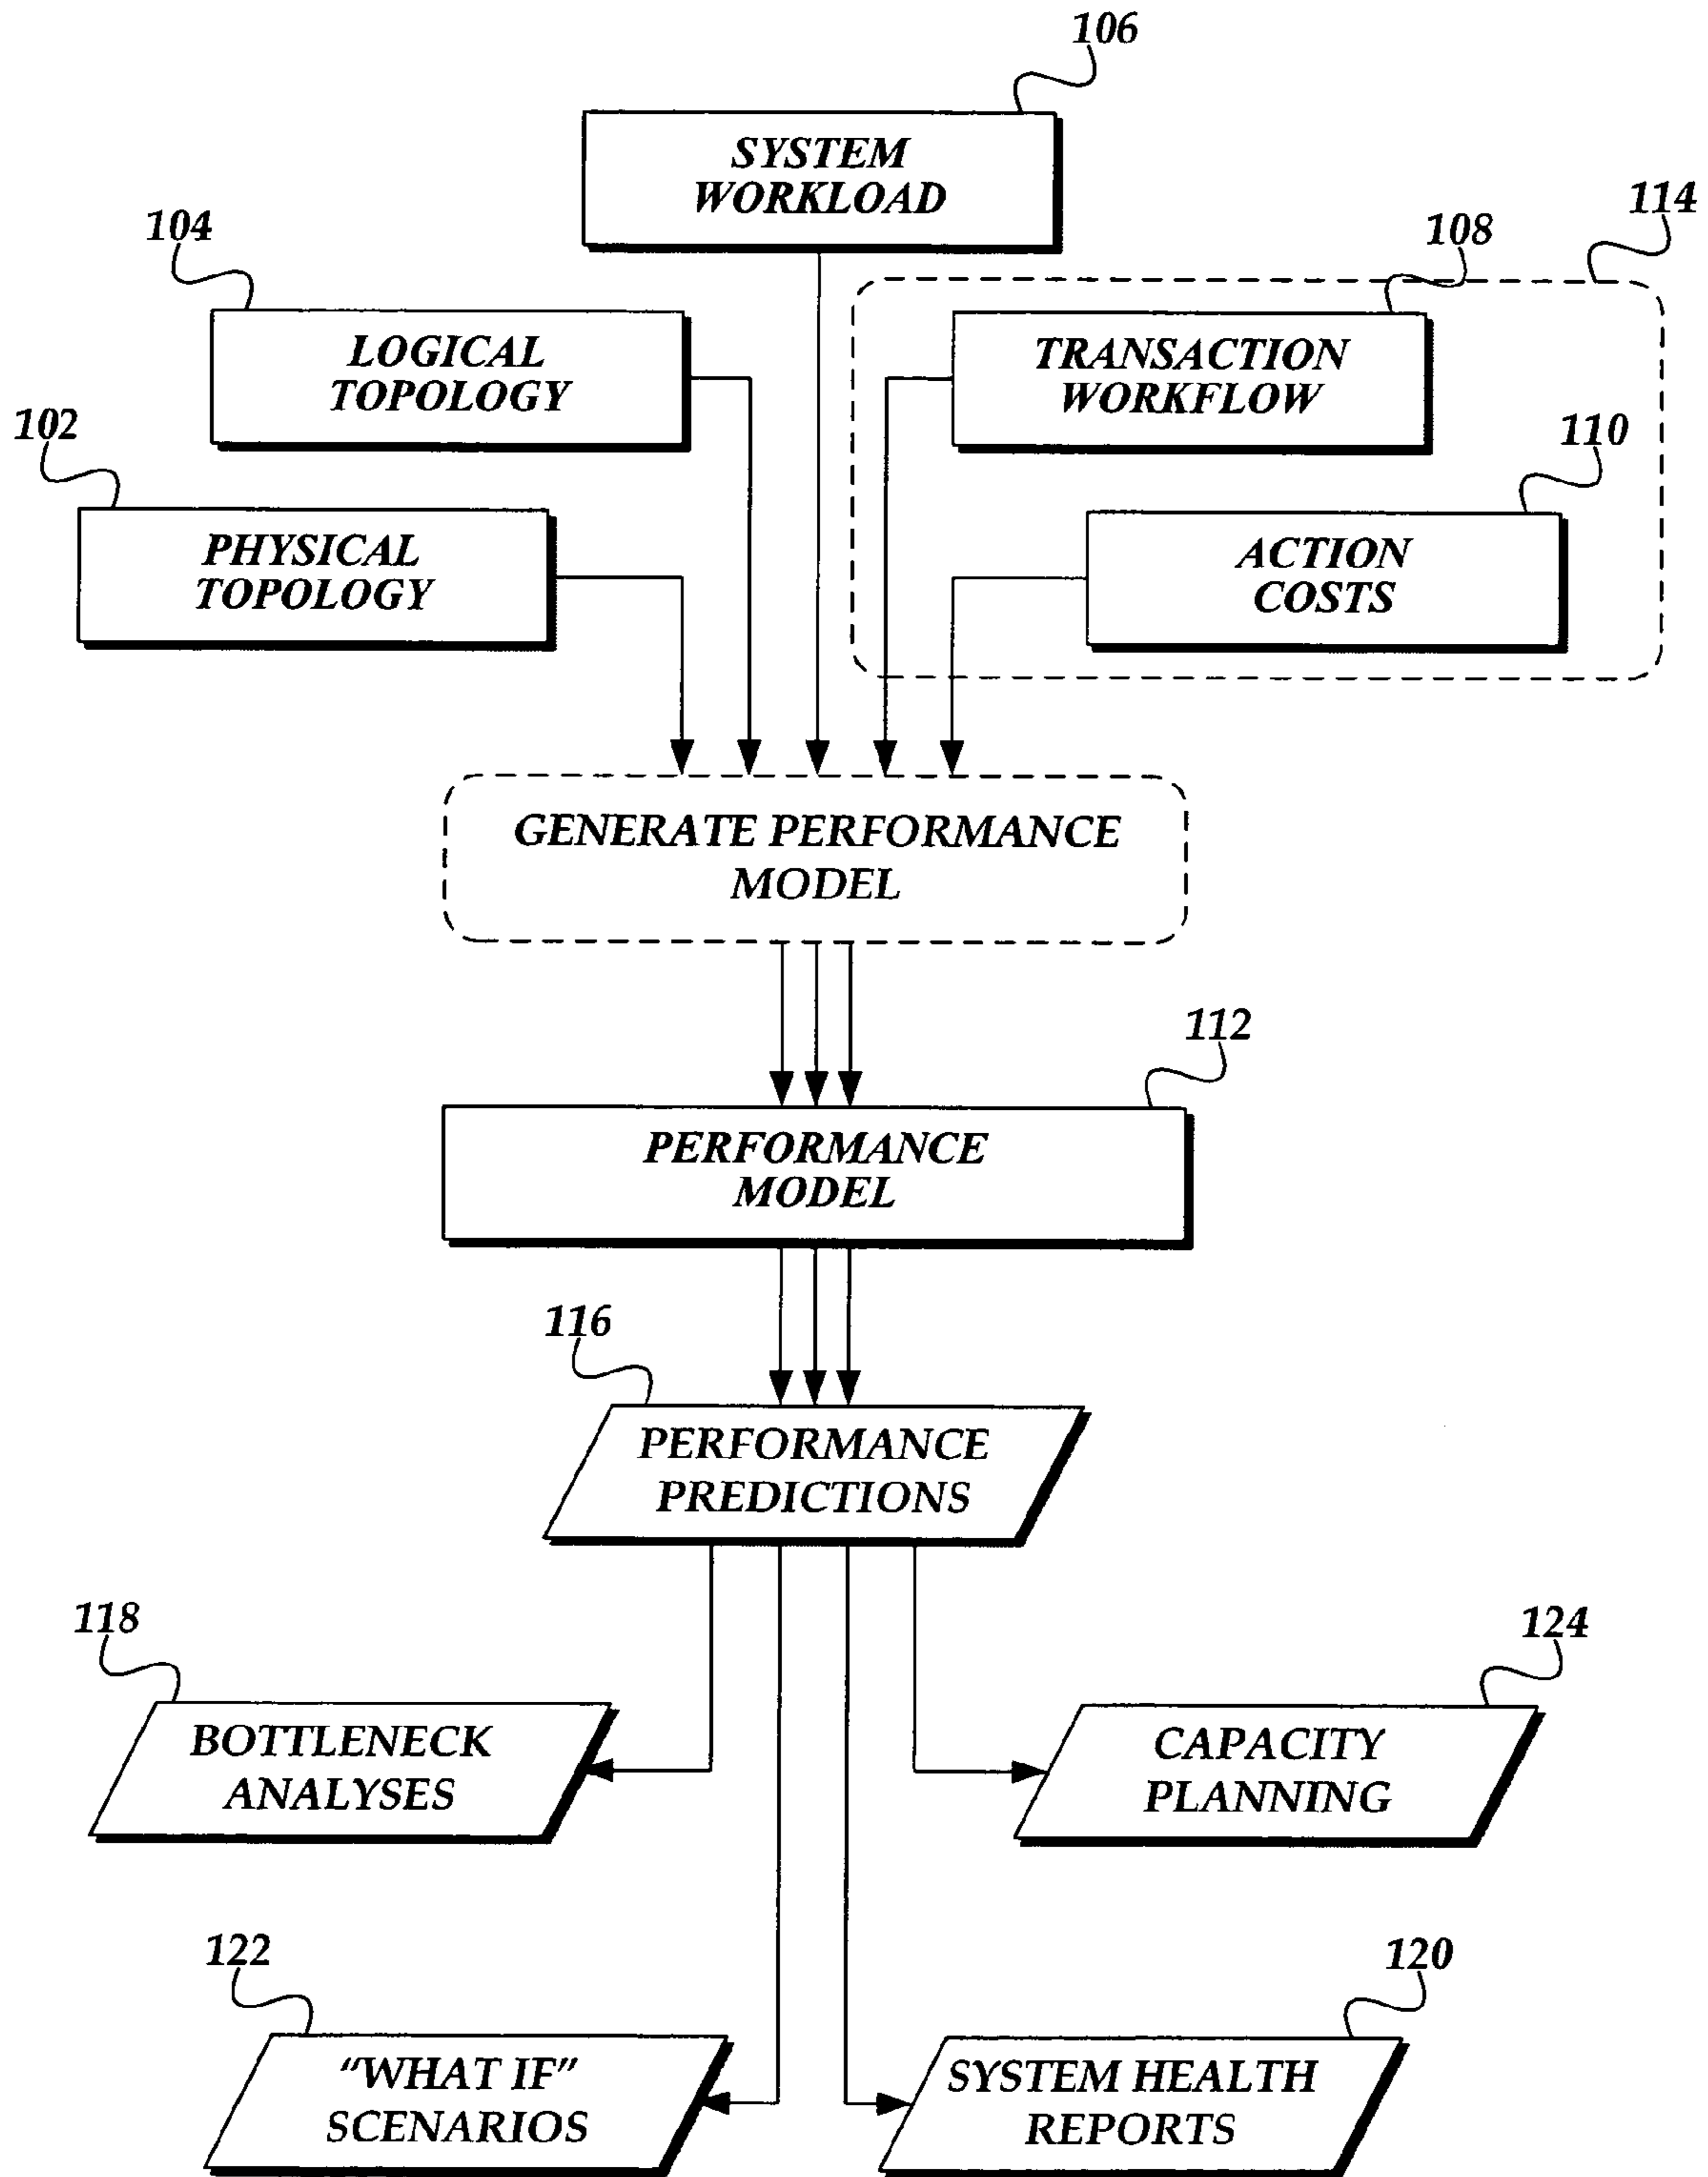 106
SYSTEM
WORKLOAD
114
104
108
LOGICAL
TOPOLOGY
TRANSACTION
WORKFLOW
102
110
PHYSICAL
TOPOLOGY
ACTION
COSTS
GENERATE PERFORMANCE
MODEL
112
PERFORMANCE
MODEL
116
PERFORMANCE
PREDICTIONS
118
124
BOTTLENECK
ANALYSES
CAPACITY
PLANNING
122
120
"WHAT IF"
SCENARIOS
SYSTEM HEALTH
REPORTS